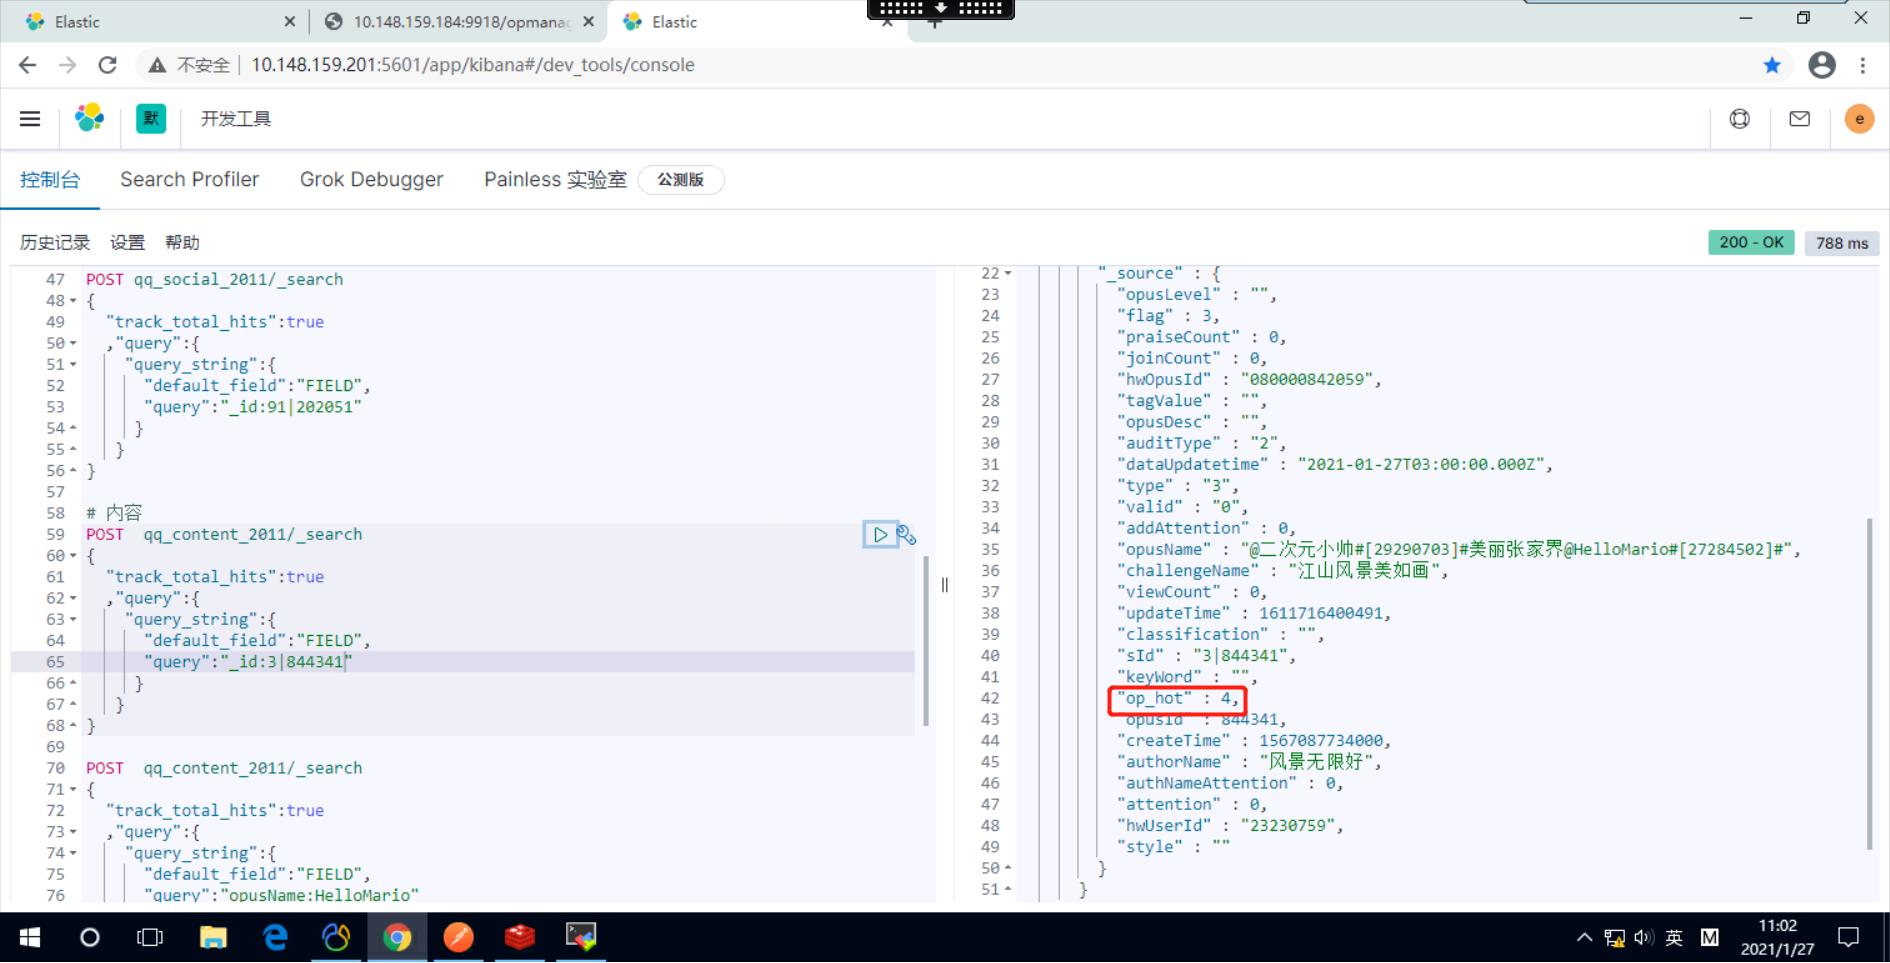 Elastic
10.148.159.184:9918/opmana
Elastic
不安全
10.148.159.201:5601/app/kibana#/dev_tools/console
默
开发工具
e
控制台
Search Profiler
Grok Debugger
Painless 实验室
公测版
历史记录 设置 帮助
200 - OK
788 ms
47 POST qq_social_2011/_search
48 {
49 "track_total_hits":true
50 ,"query":{
51 "query_string":{
52 "default_field":"FIELD",
53 "query":"_id:91|202051"
54 }
55 }
56 }
57
58 # 内容
59 POST qq_content_2011/_search
60 {
61 "track_total_hits":true
62 ,"query":{
63 "query_string":{
64 "default_field":"FIELD",
65 "query":"_id:3|844341"
66 }
67 }
68 }
69
70 POST qq_content_2011/_search
71 {
72 "track_total_hits":true
73 ,"query":{
74 "query_string":{
75 "default_field":"FIELD",
76 "query":"opusName:HelloMario"
22 "_source" : {
23 "opusLevel" : "",
24 "flag" : 3,
25 "praiseCount" : 0,
26 "joinCount" : 0,
27 "hwOpusId" : "080000842059",
28 "tagValue" : "",
29 "opusDesc" : "",
30 "auditType" : "2",
31 "dataUpdatetime" : "2021-01-27T03:00:00.000Z",
32 "type" : "3",
33 "valid" : "0",
34 "addAttention" : 0,
35 "opusName" : "@二次元小帅#[29290703]#美丽张家界@HelloMario#[27284502]#",
36 "challengeName" : "江山风景美如画",
37 "viewCount" : 0,
38 "updateTime" : 1611716400491,
39 "classification" : "",
40 "sId" : "3|844341",
41 "keyWord" : "",
42 "op_hot" : 4,
43 "opusId" : 844341,
44 "createTime" : 1567087734000,
45 "authorName" : "风景无限好",
46 "authNameAttention" : 0,
47 "attention" : 0,
48 "hwUserId" : "23230759",
49 "style" : ""
50 }
51 }
英
M
11:02
2021/1/27